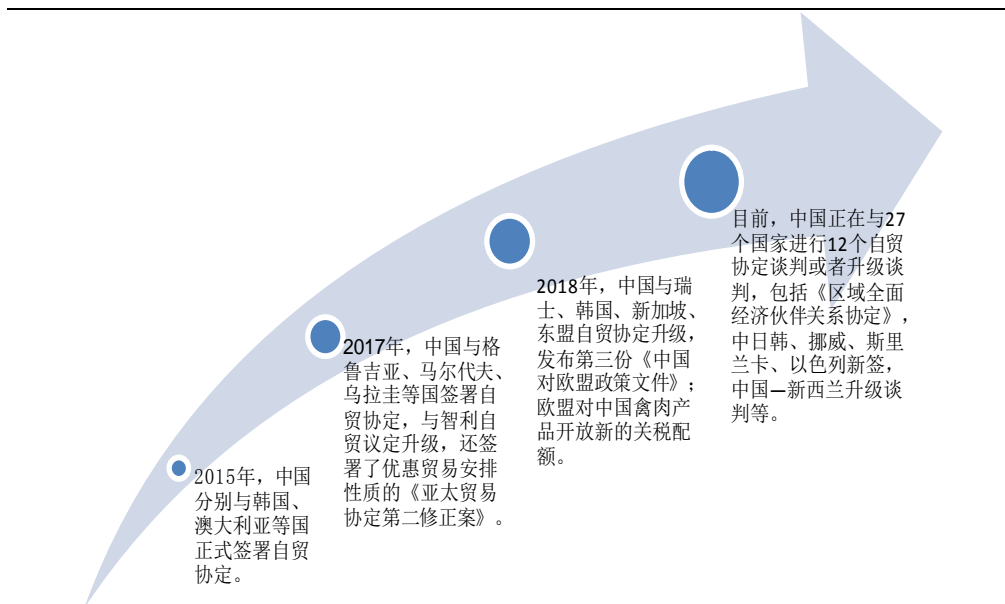 2015年，中国
分别与韩国、
澳大利亚等国
正式签署自贸
协定。
2017年，中国与格
鲁吉亚、马尔代夫、
乌拉圭等国签署自
贸协定，与智利自
贸议定升级，还签
署了优惠贸易安排
性质的《亚太贸易
协定第二修正案》。
2018年，中国与瑞
士、韩国、新加坡、
东盟自贸协定升级，
发布第三份《中国
对欧盟政策文件》；
欧盟对中国禽肉产
品开放新的关税配
额。
目前，中国正在与27
个国家进行12个自贸
协定谈判或者升级谈
判，包括《区域全面
经济伙伴关系协定》，
中日韩、挪威、斯里
兰卡、以色列新签，
中国—新西兰升级谈
判等。